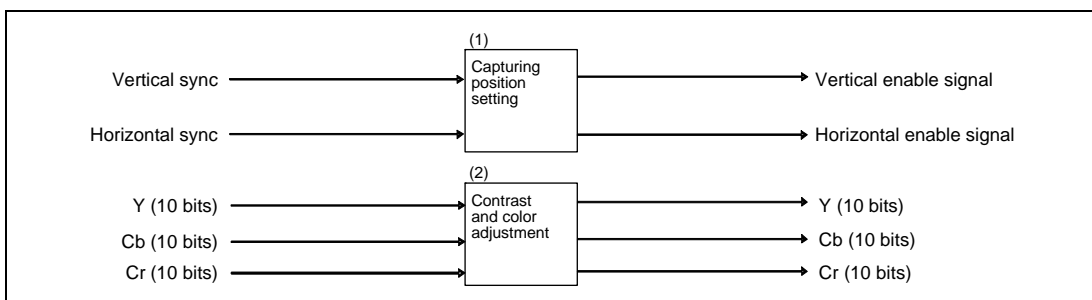 (1)
Vertical sync
Capturing
position
setting
Vertical enable signal
Horizontal sync
Horizontal enable signal
(2)
Y (10 bits)
Contrast
and color
adjustment
Y (10 bits)
Cb (10 bits)
Cb (10 bits)
Cr (10 bits)
Cr (10 bits)